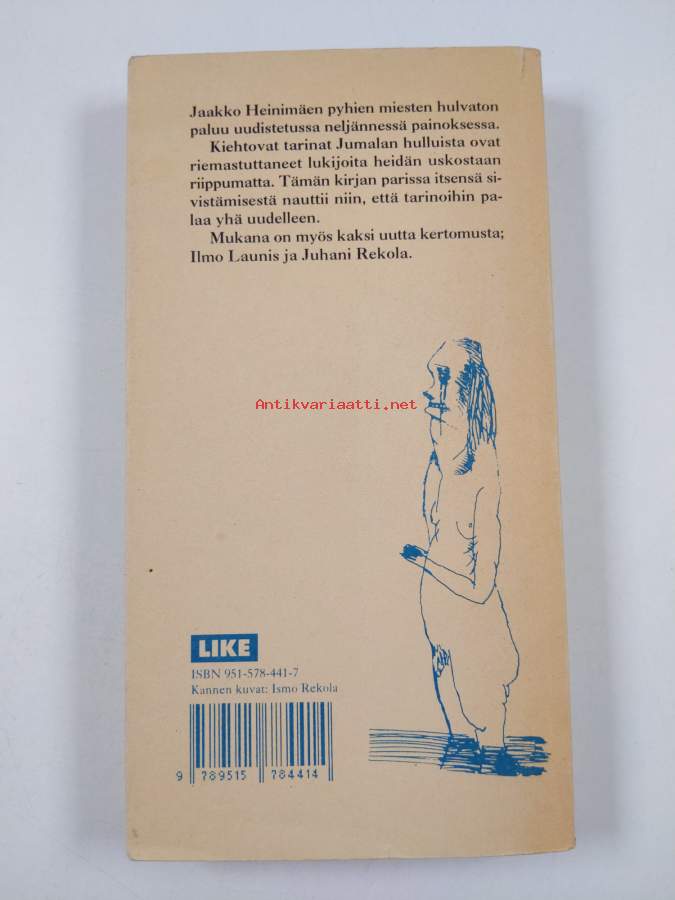 Jaakko Heinimäen pyhien miesten hulvaton
paluu uudistetussa neljännessä painoksessa.
Kiehtovat tarinat Jumalan hulluista ovat
riemastuttaneet lukijoita heidän uskostaan
riippumatta. Tämän kirjan parissa itsensä si-
vistämisestä nauttii niin, että tarinoihin pa-
laa yhä uudelleen.
Mukana on myös kaksi uutta kertomusta;
Ilmo Launis ja Juhani Rekola.
Antikvariaatti.net
LIKE
ISBN 951-578-441-7
Kannen kuvat: Ismo Rekola
9 789515 784414